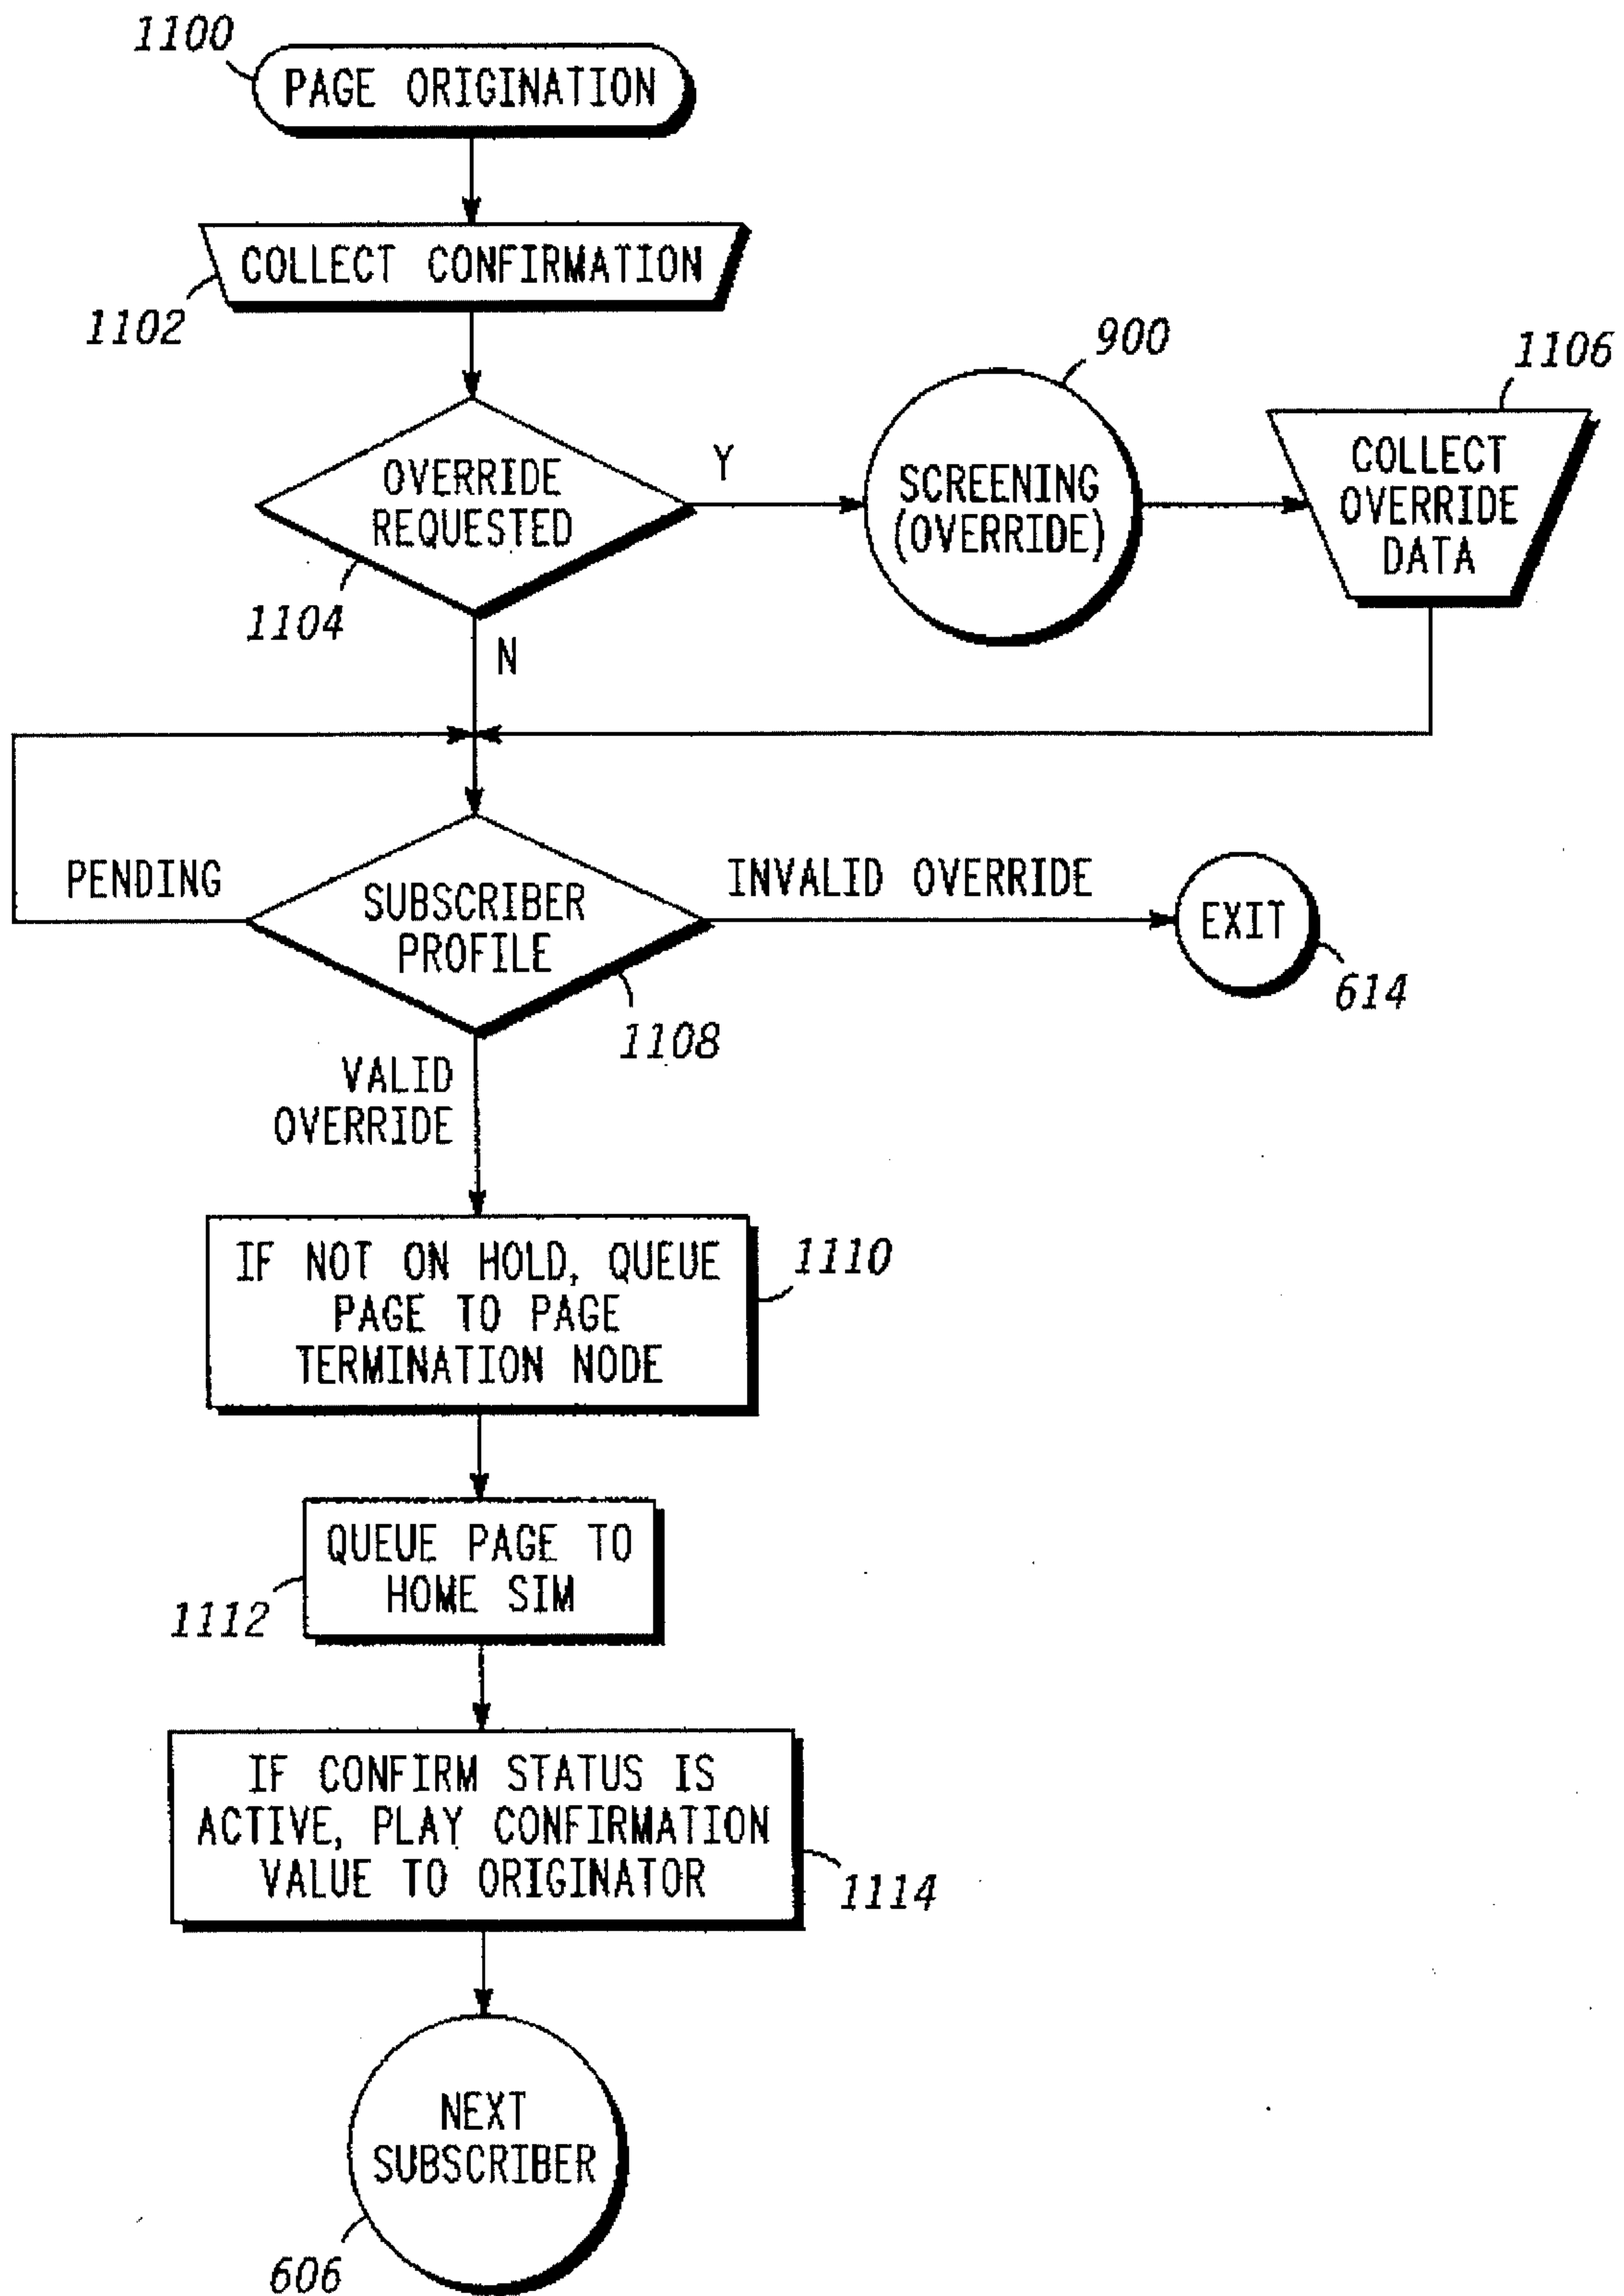 1100
PAGE ORIGINATION
COLLECT CONFIRMATION
1102
900
1106
OVERRIDE
REQUESTED
Y
SCREENING
(OVERRIDE)
COLLECT
OVERRIDE
DATA
1104
N
PENDING
SUBSCRIBER
PROFILE
INVALID OVERRIDE
EXIT
614
1108
VALID
OVERRIDE
IF NOT ON HOLD, QUEUE
PAGE TO PAGE
TERMINATION NODE
1110
QUEUE PAGE TO
HOME SIM
1112
IF CONFIRM STATUS IS
ACTIVE, PLAY CONFIRMATION
VALUE TO ORIGINATOR
1114
NEXT
SUBSCRIBER
606